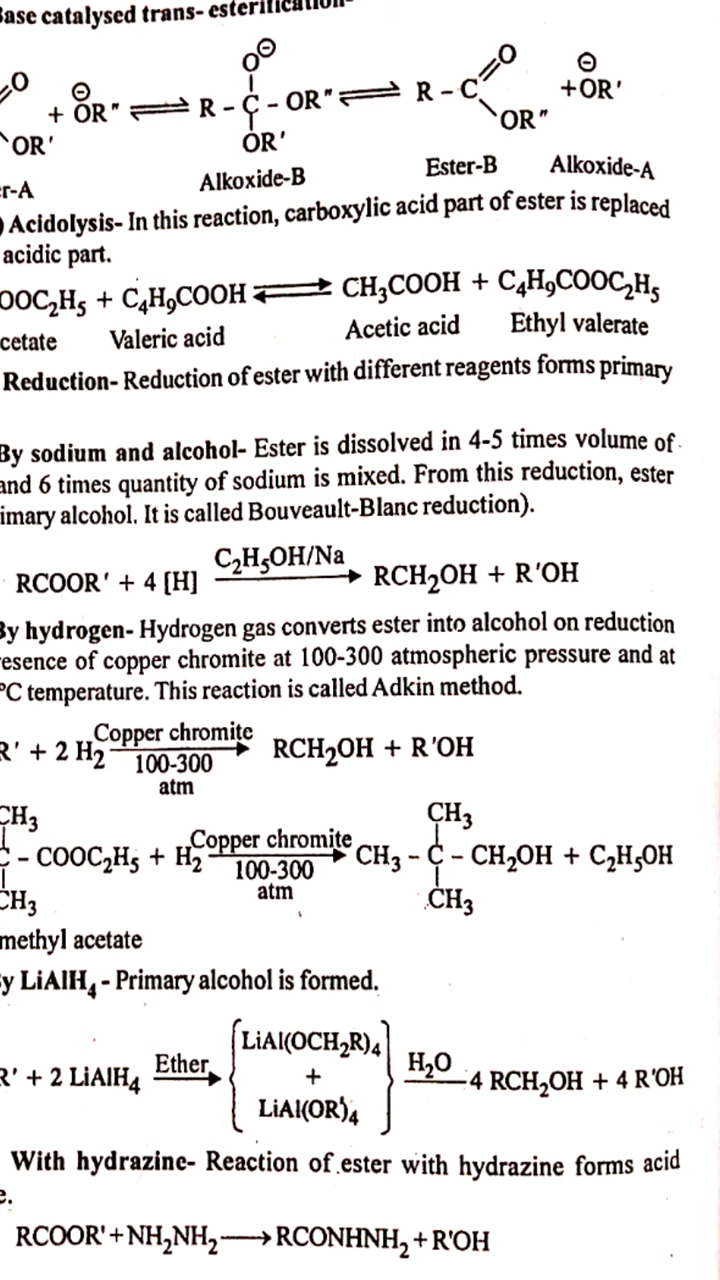 Base catalysed trans- esterification-
O
⊖
O + OR" ⇌ R - C - OR" ⇌ R - C O + OR'
OR' OR' OR"
er-A Alkoxide-B Ester-B Alkoxide-A
) Acidolysis- In this reaction, carboxylic acid part of ester is replaced
acidic part.
OOC₂H₅ + C₄H₉COOH ⇌ CH₃COOH + C₄H₉COOC₂H₅
cetate Valeric acid Acetic acid Ethyl valerate
Reduction- Reduction of ester with different reagents forms primary
By sodium and alcohol- Ester is dissolved in 4-5 times volume of
and 6 times quantity of sodium is mixed. From this reduction, ester
imary alcohol. It is called Bouveault-Blanc reduction).
C₂H₅OH/Na
RCOOR' + 4 [H] → RCH₂OH + R'OH
By hydrogen- Hydrogen gas converts ester into alcohol on reduction
esence of copper chromite at 100-300 atmospheric pressure and at
°C temperature. This reaction is called Adkin method.
Copper chromite
R' + 2 H₂ → RCH₂OH + R'OH
100-300
atm
CH₃ CH₃
Copper chromite
C - COOC₂H₅ + H₂ → CH₃ - C - CH₂OH + C₂H₅OH
100-300
atm
CH₃ CH₃
methyl acetate
y LiAlH₄ - Primary alcohol is formed.
LiAl(OCH₂R)₄
R' + 2 LiAlH₄ Ether → + H₂O 4 RCH₂OH + 4 R'OH
LiAl(OR')₄
With hydrazine- Reaction of ester with hydrazine forms acid
e.
RCOOR' + NH₂NH₂ → RCONHNH₂ + R'OH